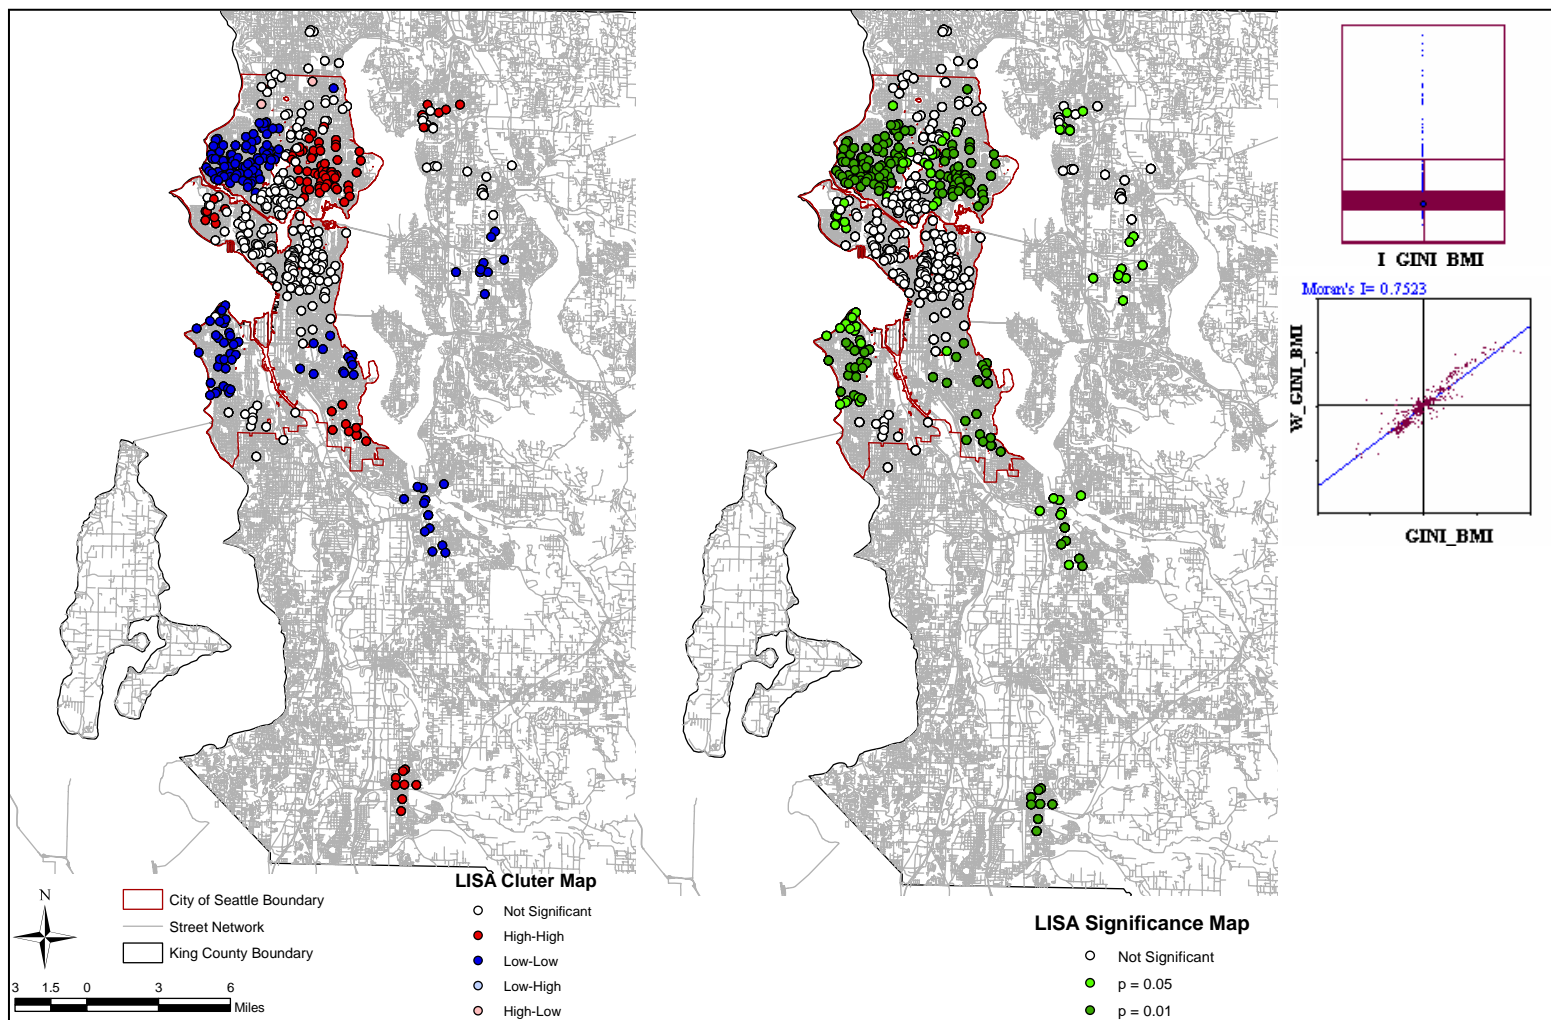 I GINI BMI
Moran's I= 0.7523
W_GINI_BMI
GINI_BMI
N
City of Seattle Boundary
Street Network
King County Boundary
3 1.5 0 3 6
Miles
LISA Cluter Map
Not Significant
High-High
Low-Low
Low-High
High-Low
LISA Significance Map
Not Significant
p = 0.05
p = 0.01